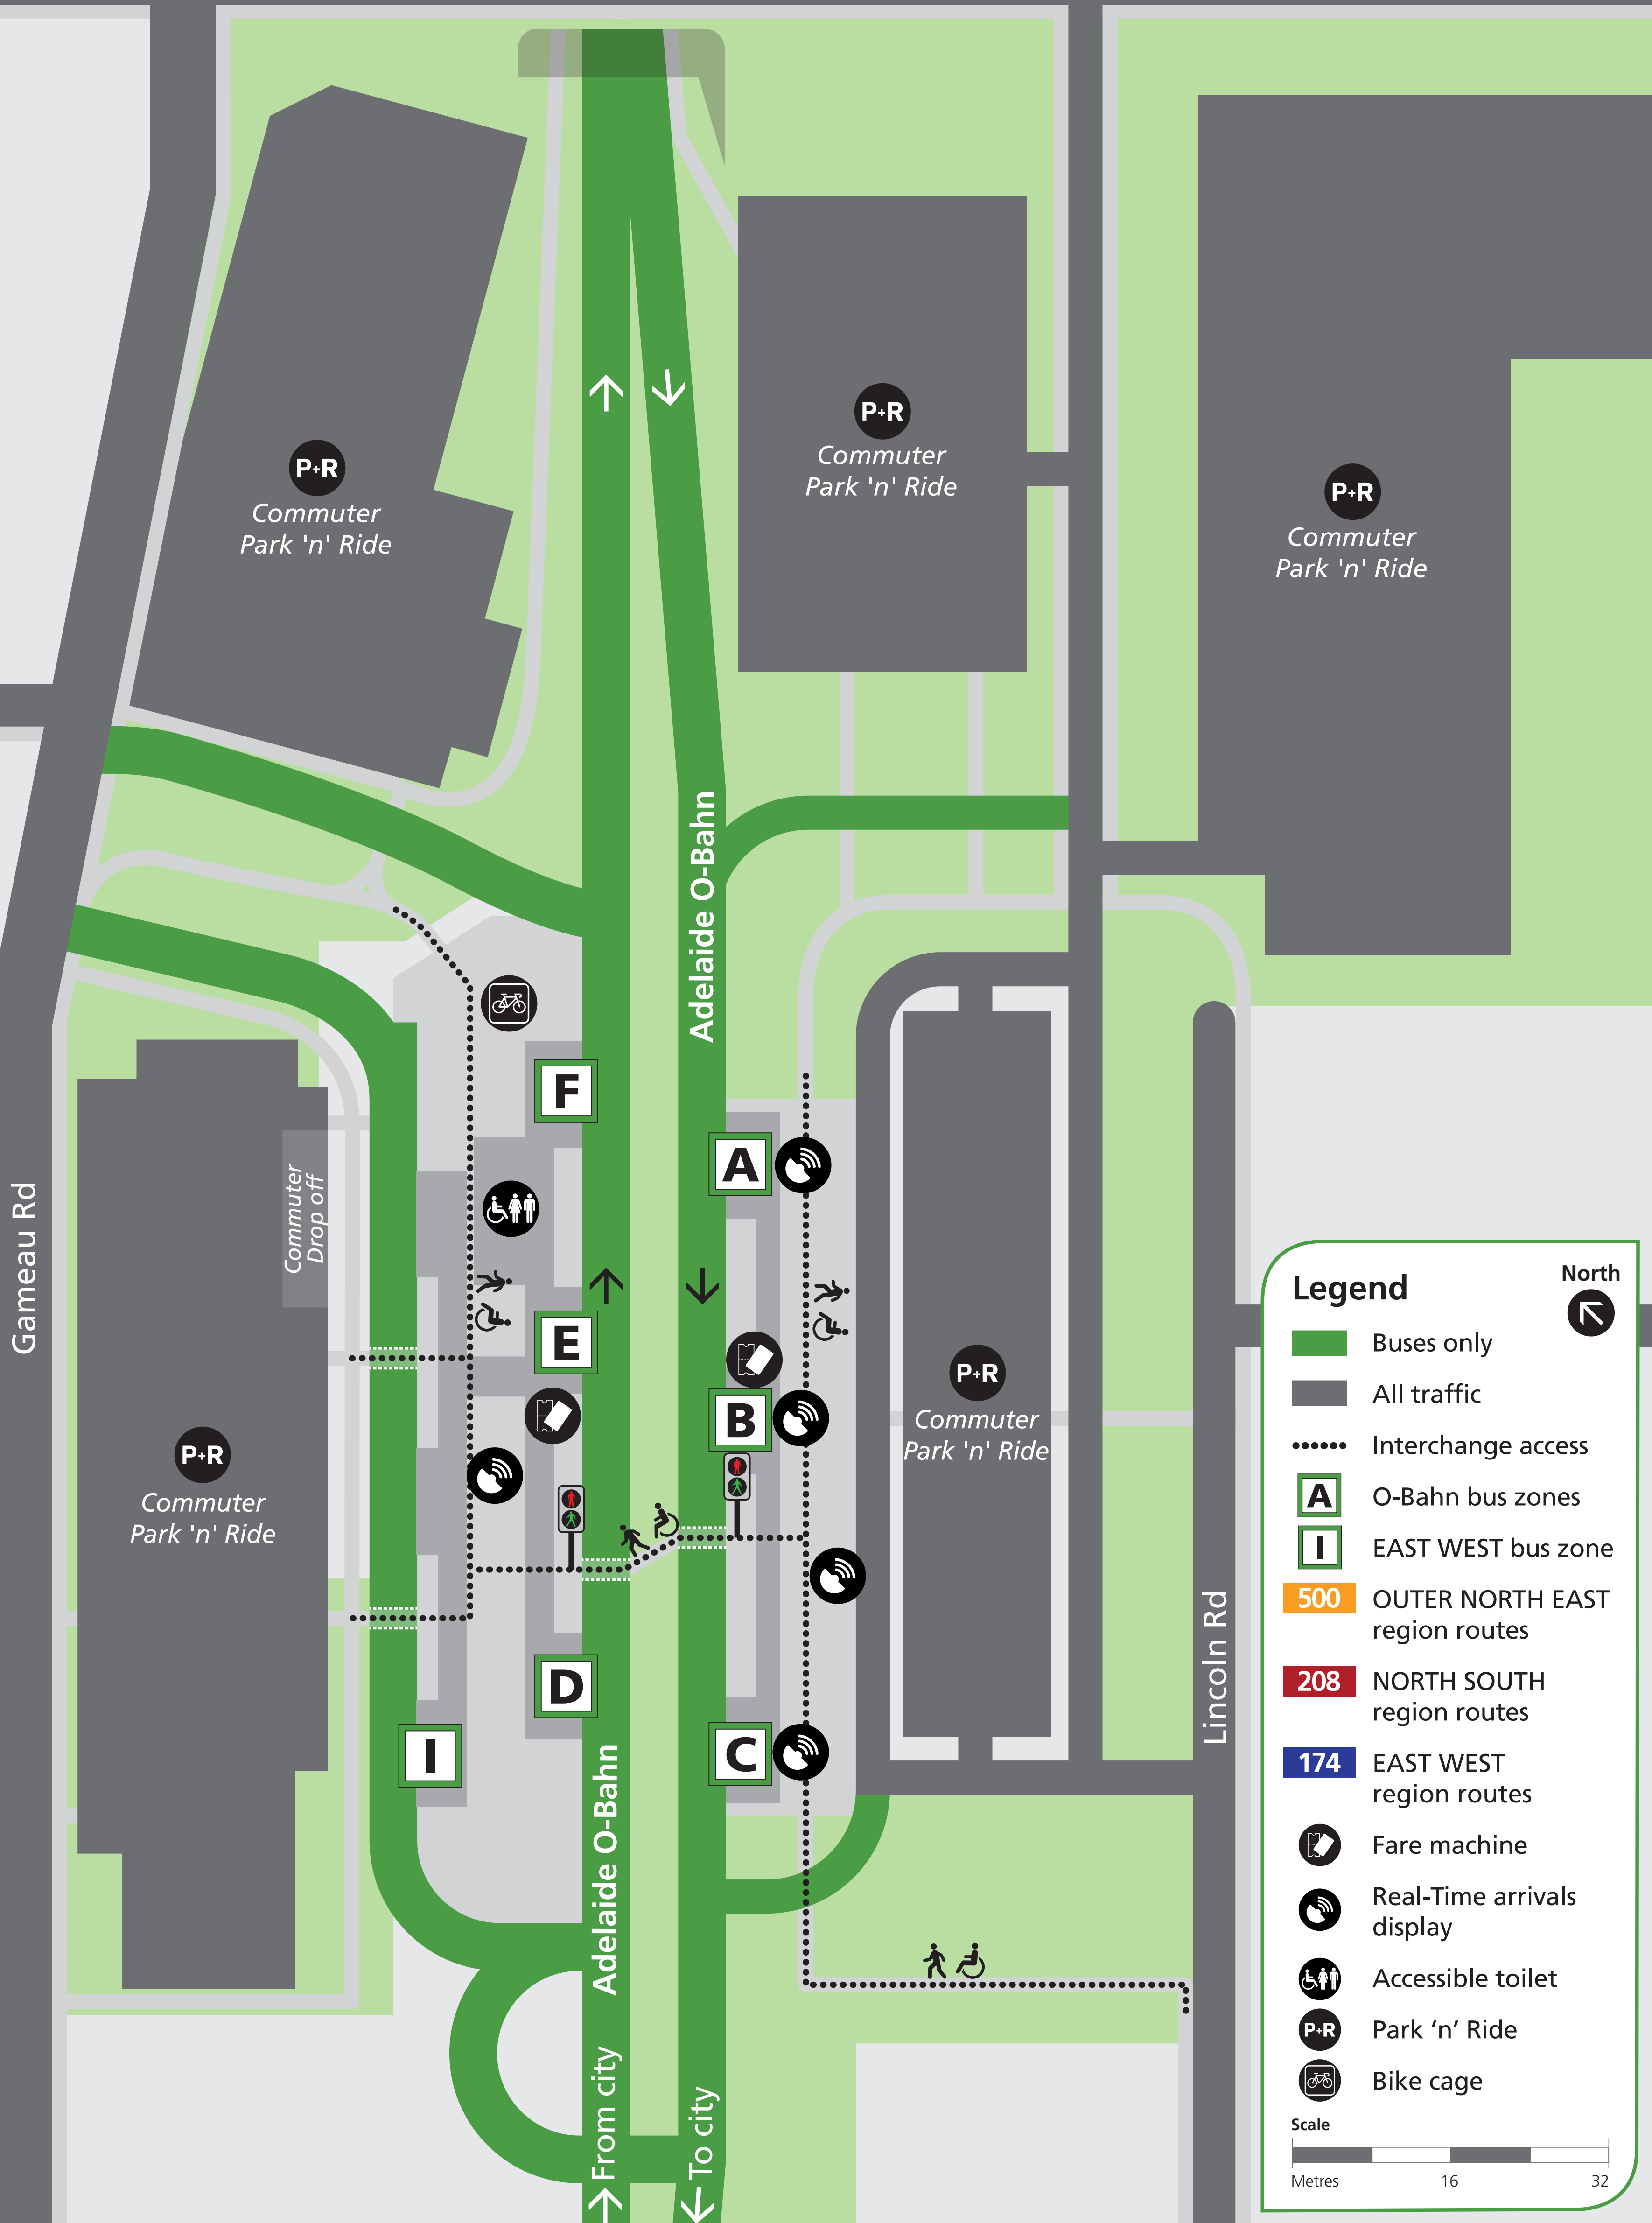 P+R
Commuter
Park 'n' Ride
P+R
Commuter
Park 'n' Ride
P+R
Commuter
Park 'n' Ride
Adelaide O-Bahn
F
A
Commuter
Drop off
Gameau Rd
E
B
P+R
Commuter
Park 'n' Ride
P+R
Commuter
Park 'n' Ride
D
I
C
Lincoln Rd
Adelaide O-Bahn
From city
To city
Legend
North
Buses only
All traffic
Interchange access
A O-Bahn bus zones
I EAST WEST bus zone
500 OUTER NORTH EAST
region routes
208 NORTH SOUTH
region routes
174 EAST WEST
region routes
Fare machine
Real-Time arrivals
display
Accessible toilet
P+R Park ‘n’ Ride
Bike cage
Scale
Metres 16 32